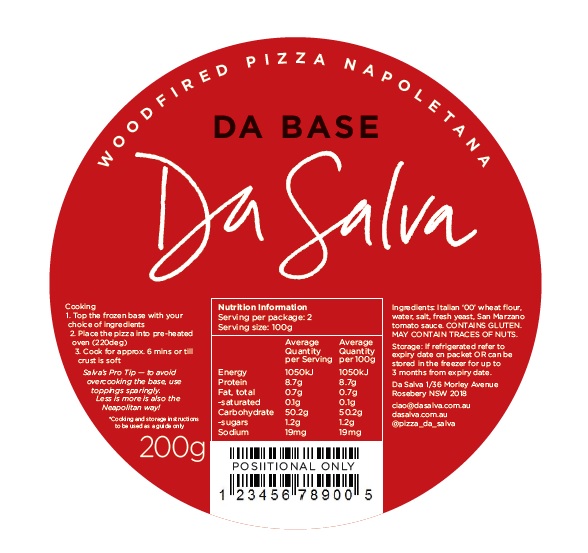 WOODFIRED PIZZA NAPOLETANA
DA BASE
Da Salva
Cooking
1. Top the frozen base with your
choice of ingredients
2. Place the pizza into pre-heated
oven (220deg)
3. Cook for approx. 6 mins or till
crust is soft
Salva's Pro Tip — to avoid
overcooking the base, use
toppings sparingly.
Less is more is also the
Neapolitan way!
*Cooking and storage instructions
to be used as a guide only
200g
Nutrition Information
Serving per package: 2
Serving size: 100g
Average Average
Quantity Quantity
per Serving per 100g
Energy 1050kJ 1050kJ
Protein 8.7g 8.7g
Fat, total 0.7g 0.7g
-saturated 0.1g 0.1g
Carbohydrate 50.2g 50.2g
-sugars 1.2g 1.2g
Sodium 19mg 19mg
POSIITIONAL ONLY
1 23456 78900 5
Ingredients: Italian '00' wheat flour,
water, salt, fresh yeast, San Marzano
tomato sauce. CONTAINS GLUTEN.
MAY CONTAIN TRACES OF NUTS.
Storage: If refrigerated refer to
expiry date on packet OR can be
stored in the freezer for up to
3 months from expiry date.
Da Salva 1/36 Morley Avenue
Rosebery NSW 2018
ciao@dasalva.com.au
dasalva.com.au
@pizza_da_salva